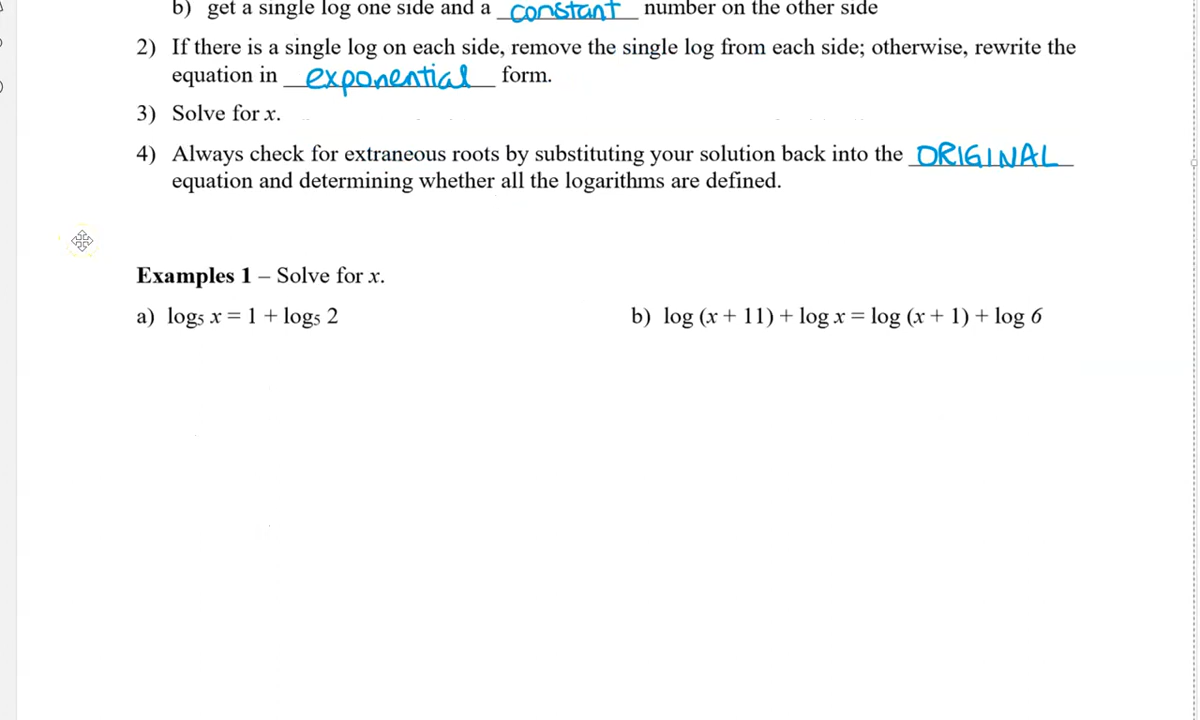 b) get a single log one side and a constant number on the other side
2) If there is a single log on each side, remove the single log from each side; otherwise, rewrite the
equation in exponential form.
3) Solve for x.
4) Always check for extraneous roots by substituting your solution back into the ORIGINAL
equation and determining whether all the logarithms are defined.
Examples 1 – Solve for x.
a) log₅ x = 1 + log₅ 2
b) log (x + 11) + log x = log (x + 1) + log 6